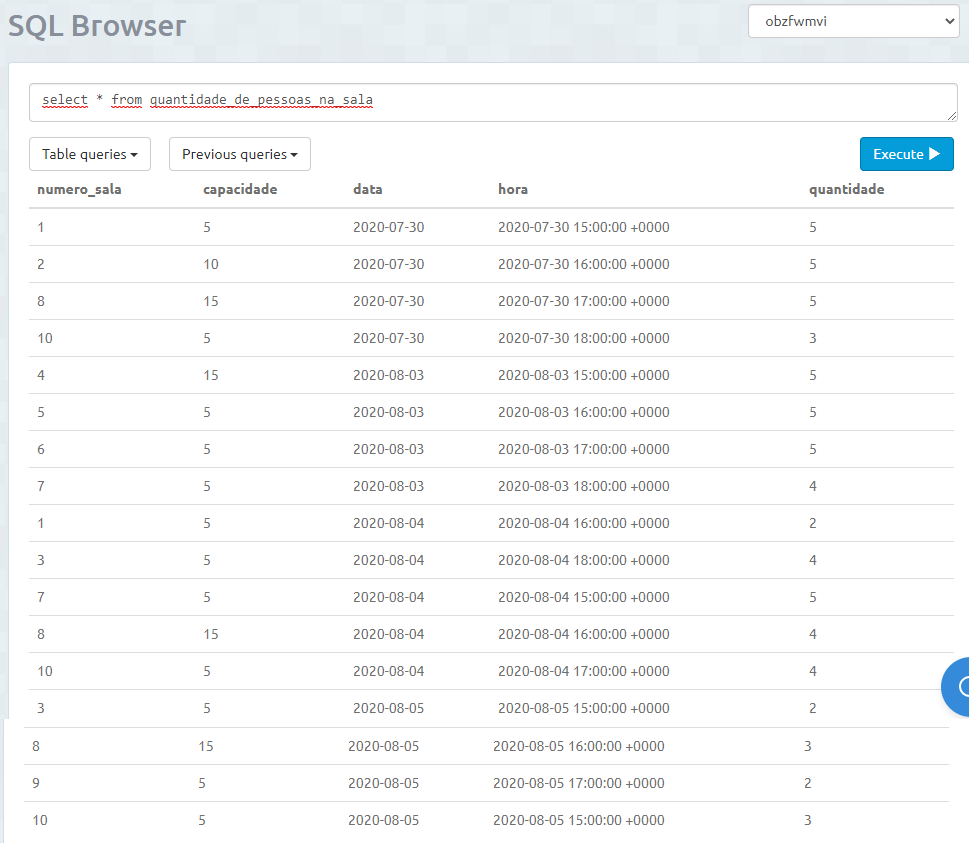 SQL Browser
obzfwmvi
select * from quantidade_de_pessoas_na_sala
Table queries Previous queries Execute
numero_sala capacidade data hora quantidade
1 5 2020-07-30 2020-07-30 15:00:00 +0000 5
2 10 2020-07-30 2020-07-30 16:00:00 +0000 5
8 15 2020-07-30 2020-07-30 17:00:00 +0000 5
10 5 2020-07-30 2020-07-30 18:00:00 +0000 3
4 15 2020-08-03 2020-08-03 15:00:00 +0000 5
5 5 2020-08-03 2020-08-03 16:00:00 +0000 5
6 5 2020-08-03 2020-08-03 17:00:00 +0000 5
7 5 2020-08-03 2020-08-03 18:00:00 +0000 4
1 5 2020-08-04 2020-08-04 16:00:00 +0000 2
3 5 2020-08-04 2020-08-04 18:00:00 +0000 4
7 5 2020-08-04 2020-08-04 15:00:00 +0000 5
8 15 2020-08-04 2020-08-04 16:00:00 +0000 4
10 5 2020-08-04 2020-08-04 17:00:00 +0000 4
3 5 2020-08-05 2020-08-05 15:00:00 +0000 2
8 15 2020-08-05 2020-08-05 16:00:00 +0000 3
9 5 2020-08-05 2020-08-05 17:00:00 +0000 2
10 5 2020-08-05 2020-08-05 15:00:00 +0000 3